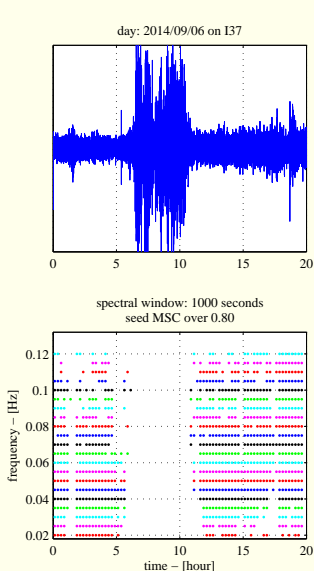 day: 2014/09/06 on I37
0 5 10 15 20
spectral window: 1000 seconds
seed MSC over 0.80
0.12
0.1
0.08
0.06
0.04
0.02
frequency – [Hz]
0 5 10 15 20
time – [hour]